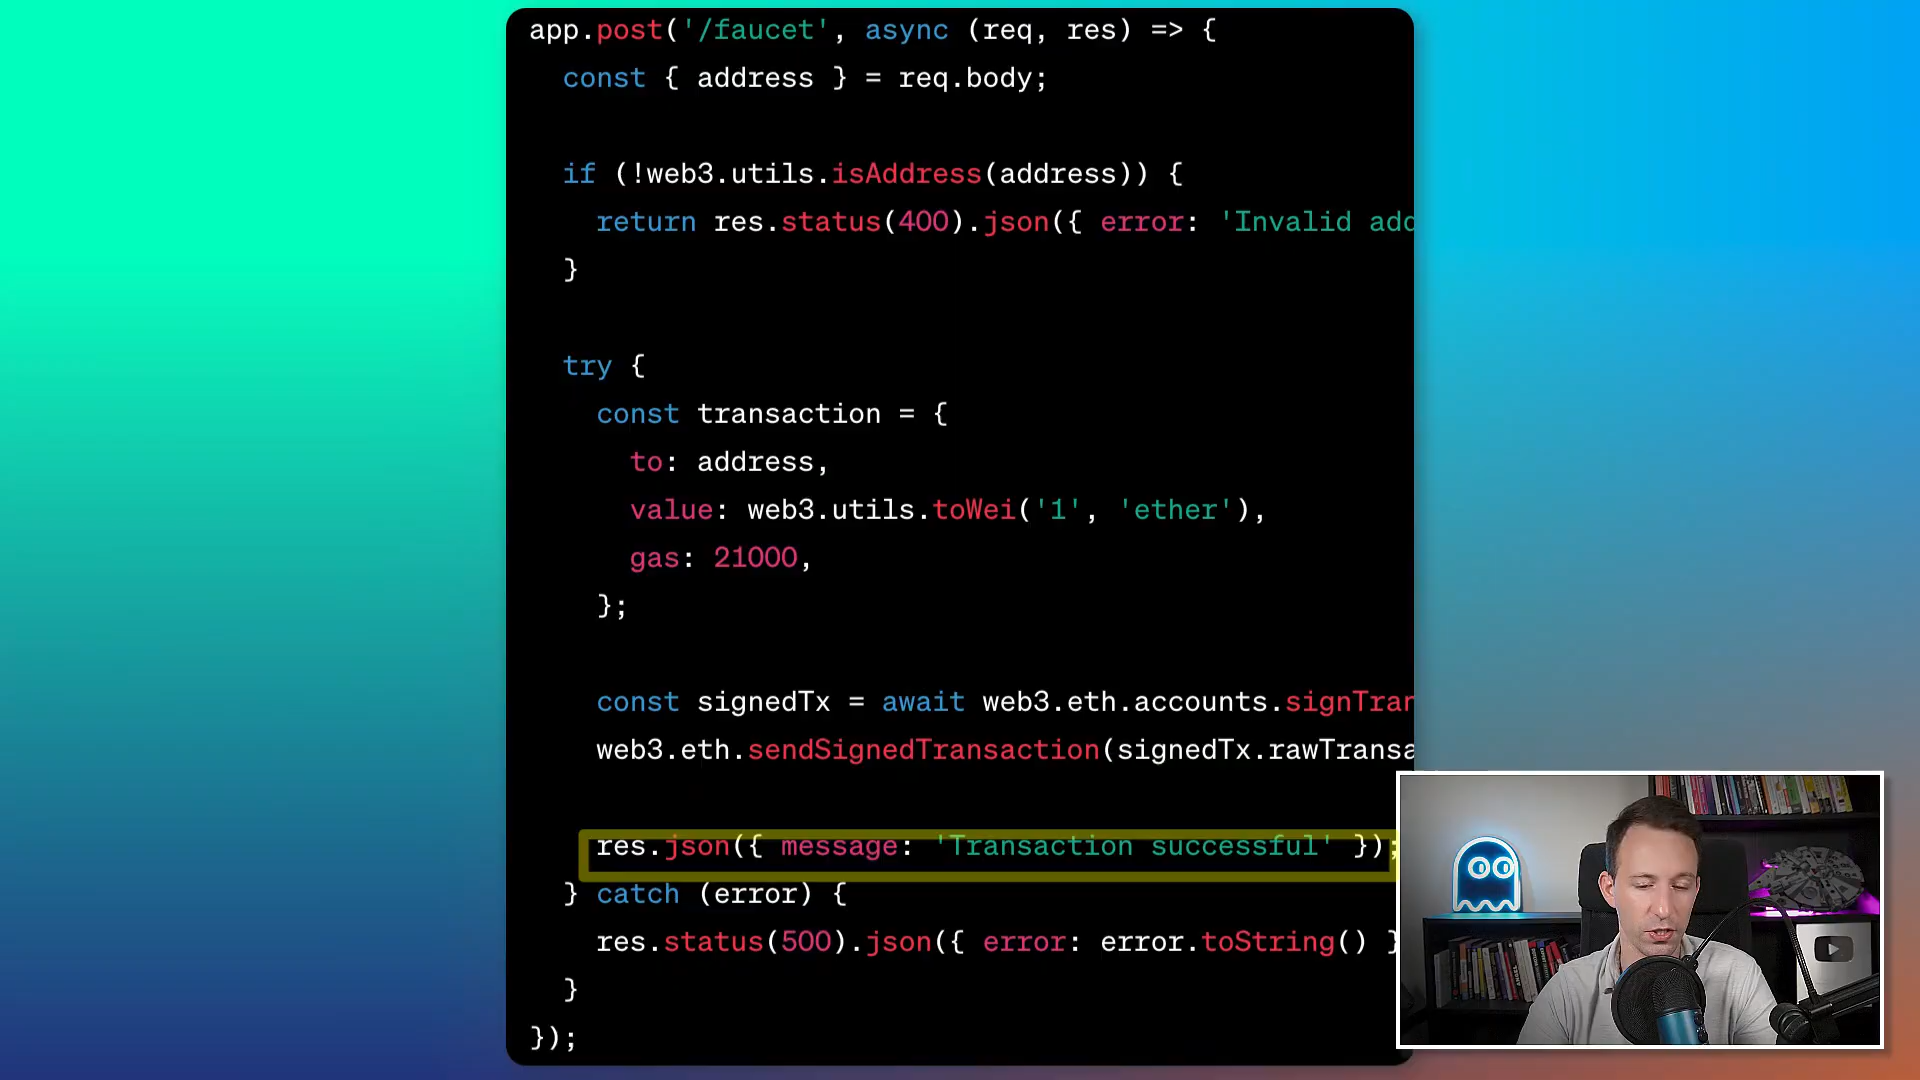 app.post('/faucet', async (req, res) => {
const { address } = req.body;
if (!web3.utils.isAddress(address)) {
return res.status(400).json({ error: 'Invalid add
}
try {
const transaction = {
to: address,
value: web3.utils.toWei('1', 'ether'),
gas: 21000,
};
const signedTx = await web3.eth.accounts.signTran
web3.eth.sendSignedTransaction(signedTx.rawTransa
res.json({ message: 'Transaction successful' });
} catch (error) {
res.status(500).json({ error: error.toString() }
}
});